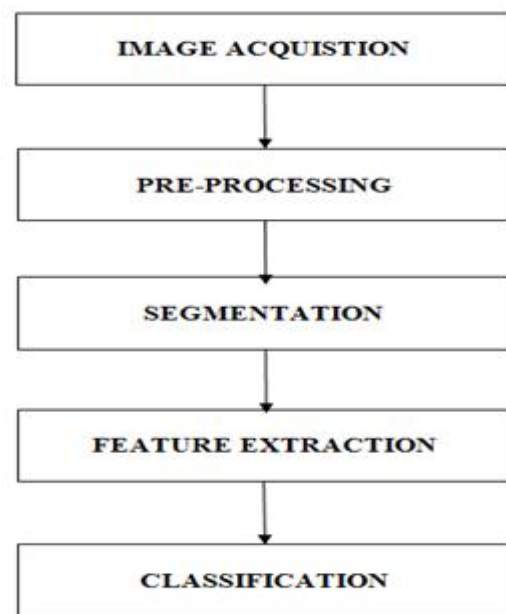 IMAGE ACQUISTION
PRE-PROCESSING
SEGMENTATION
FEATURE EXTRACTION
CLASSIFICATION